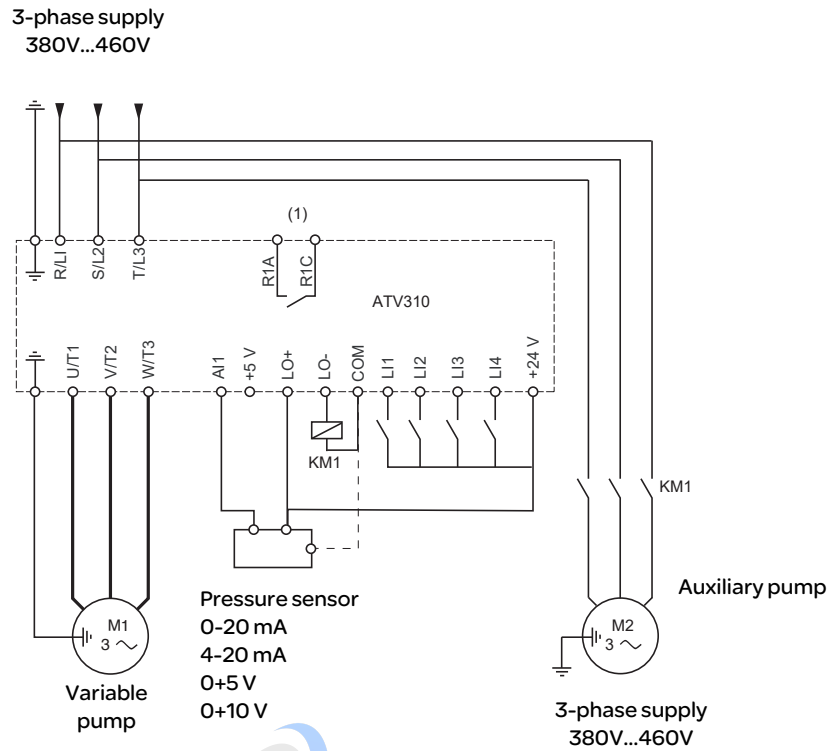 3-phase supply
380V...460V
(1)
R/L1
S/L2
T/L3
R1A
R1C
ATV310
U/T1
V/T2
W/T3
AI1
+5 V
LO+
LO-
COM
LI1
LI2
LI3
LI4
+24 V
KM1
KM1
Auxiliary pump
Pressure sensor
0-20 mA
4-20 mA
0+5 V
0+10 V
M1
3
Variable
pump
M2
3
3-phase supply
380V...460V